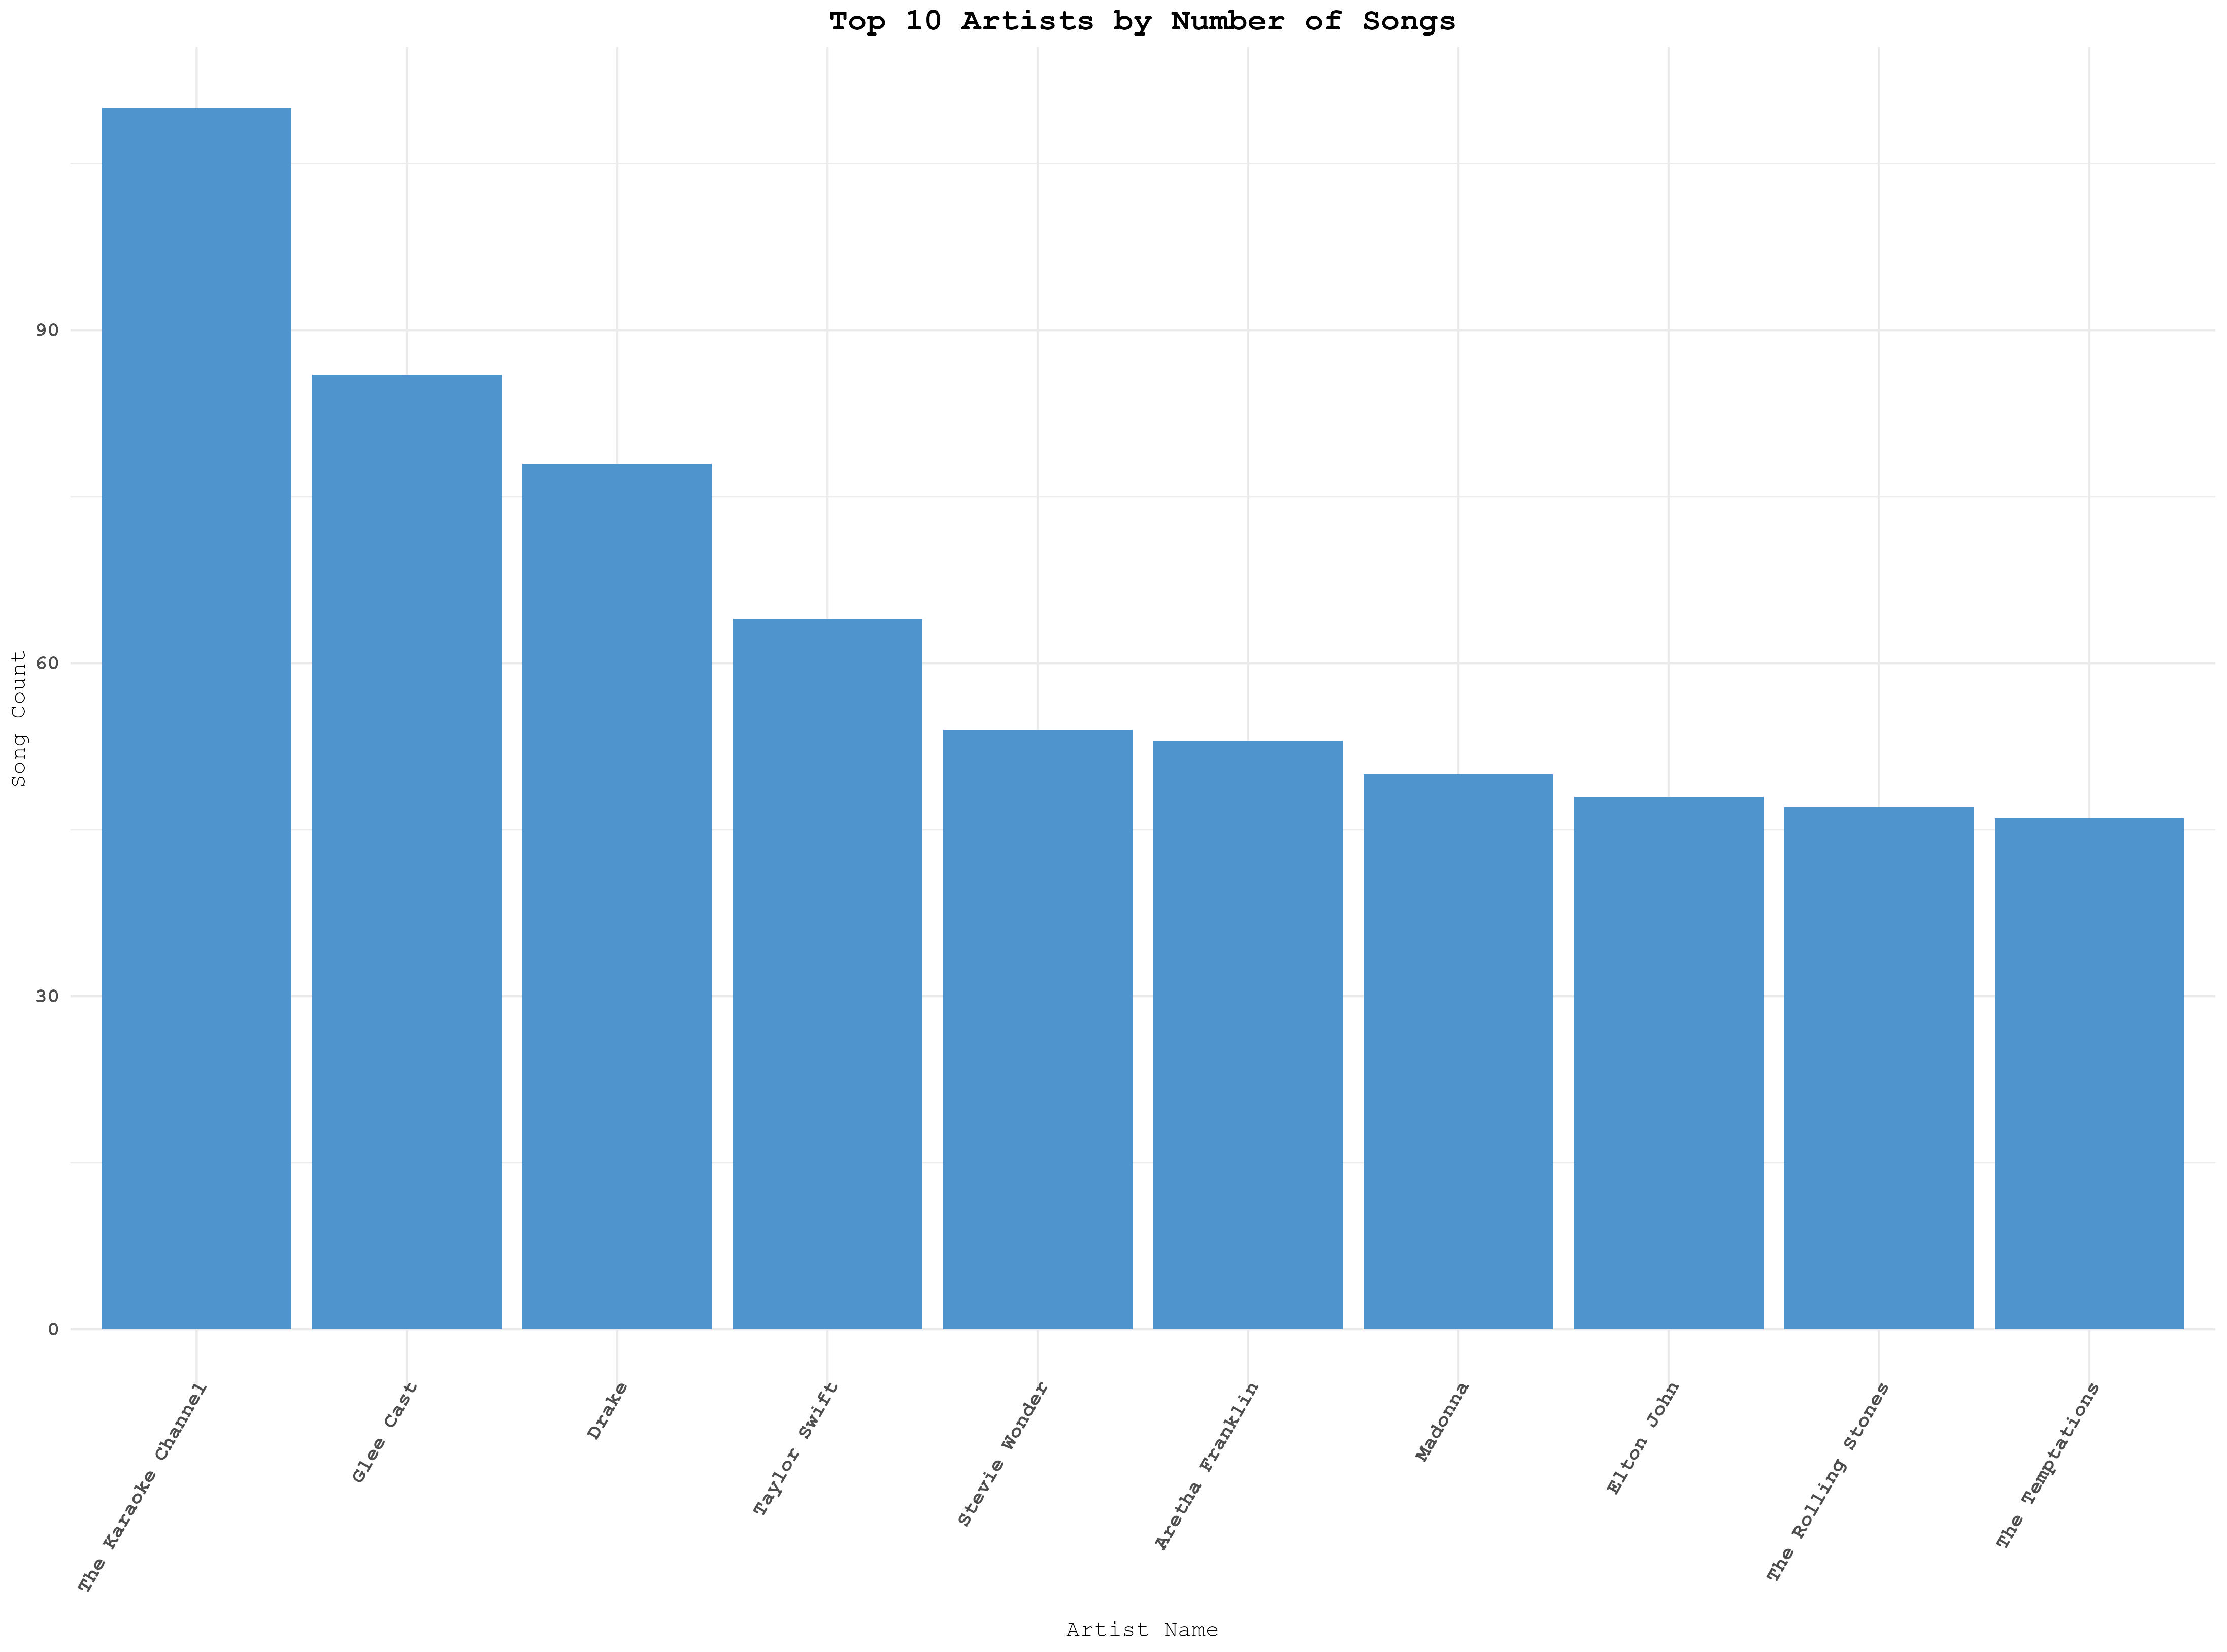 Top 10 Artists by Number of Songs
Song Count
90
60
30
0
The Karaoke Channel
Glee Cast
Drake
Taylor Swift
Stevie Wonder
Aretha Franklin
Madonna
Elton John
The Rolling Stones
The Temptations
Artist Name